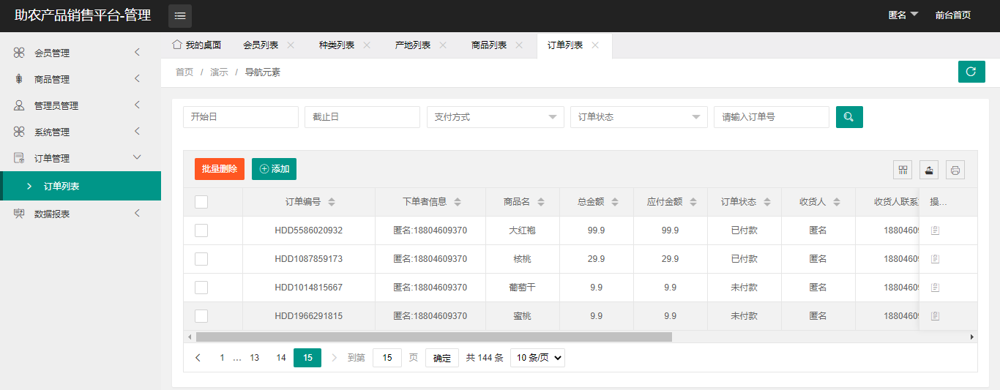 助农产品销售平台-管理
匿名 前台首页
会员管理
商品管理
管理员管理
系统管理
订单管理
订单列表
数据报表
我的桌面 会员列表 种类列表 产地列表 商品列表 订单列表
首页 / 演示 / 导航元素
开始日 截止日 支付方式 订单状态 请输入订单号
批量删除 添加
订单编号 下单者信息 商品名 总金额 应付金额 订单状态 收货人 收货人联系 操...
HDD5586020932 匿名:18804609370 大红袍 99.9 99.9 已付款 匿名 18804609
HDD1087859173 匿名:18804609370 核桃 29.9 29.9 已付款 匿名 18804609
HDD1014815667 匿名:18804609370 葡萄干 9.9 9.9 未付款 匿名 18804609
HDD1966291815 匿名:18804609370 蜜桃 9.9 9.9 未付款 匿名 18804609
1 … 13 14 15 到第 15 页 确定 共 144 条 10 条/页